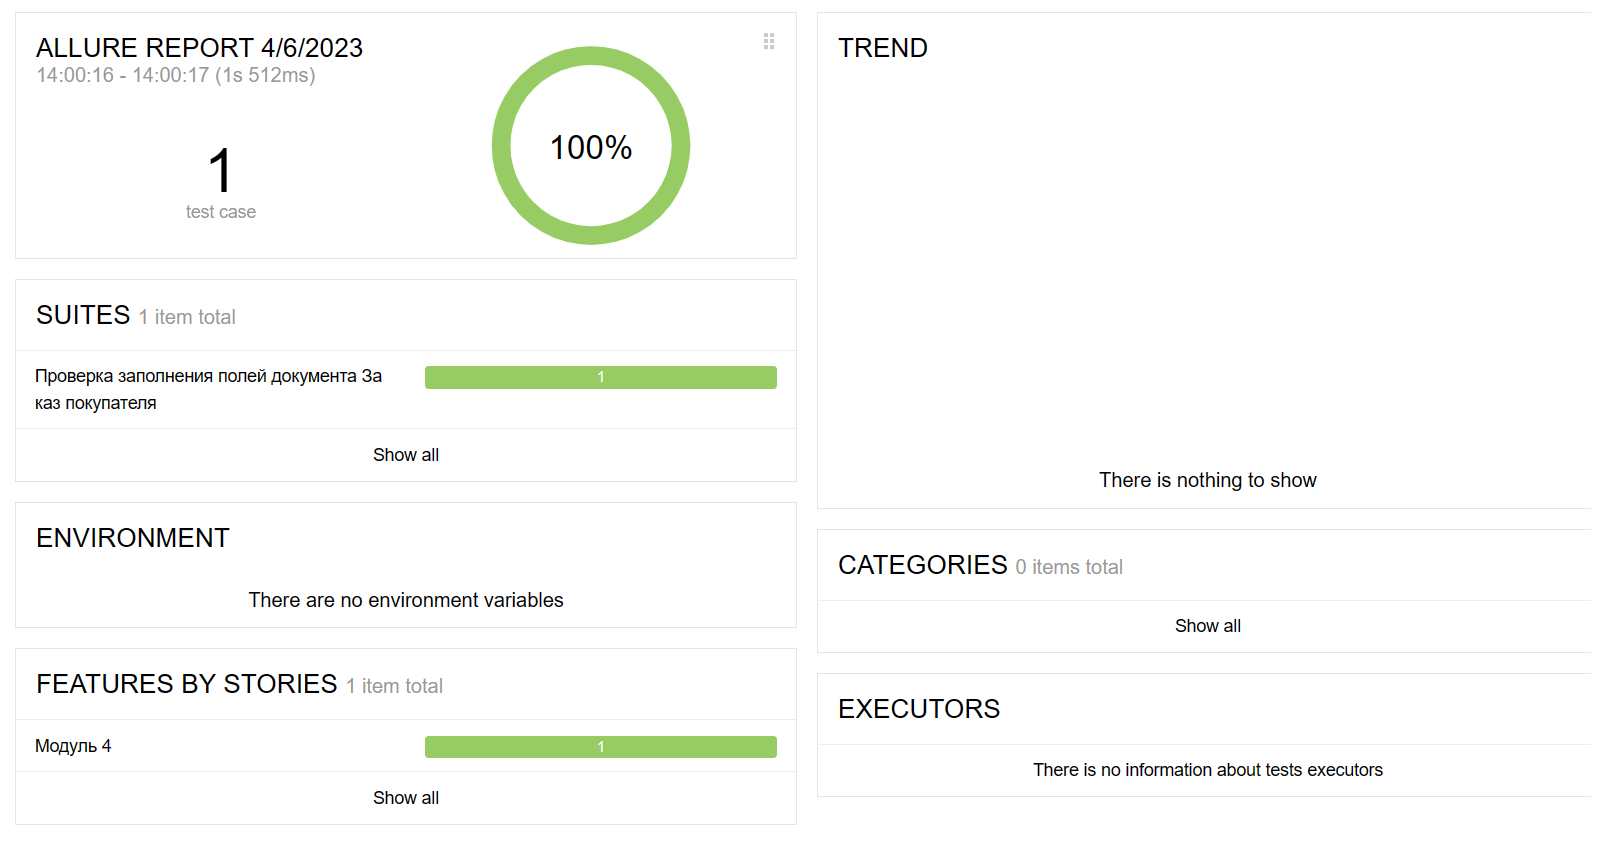 ALLURE REPORT 4/6/2023
14:00:16 - 14:00:17 (1s 512ms)
1
test case
100%
SUITES 1 item total
Проверка заполнения полей документа За
каз покупателя
1
Show all
ENVIRONMENT
There are no environment variables
FEATURES BY STORIES 1 item total
Модуль 4
1
Show all
TREND
There is nothing to show
CATEGORIES 0 items total
Show all
EXECUTORS
There is no information about tests executors